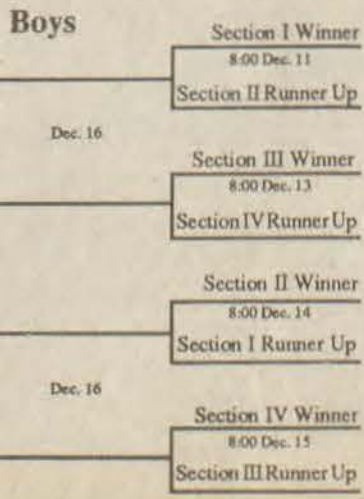 Boys
Section I Winner
8:00 Dec. 11
Section II Runner Up
Dec. 16
Section III Winner
8:00 Dec. 13
Section IV Runner Up
Section II Winner
8:00 Dec. 14
Section I Runner Up
Dec. 16
Section IV Winner
8:00 Dec. 15
Section III Runner Up